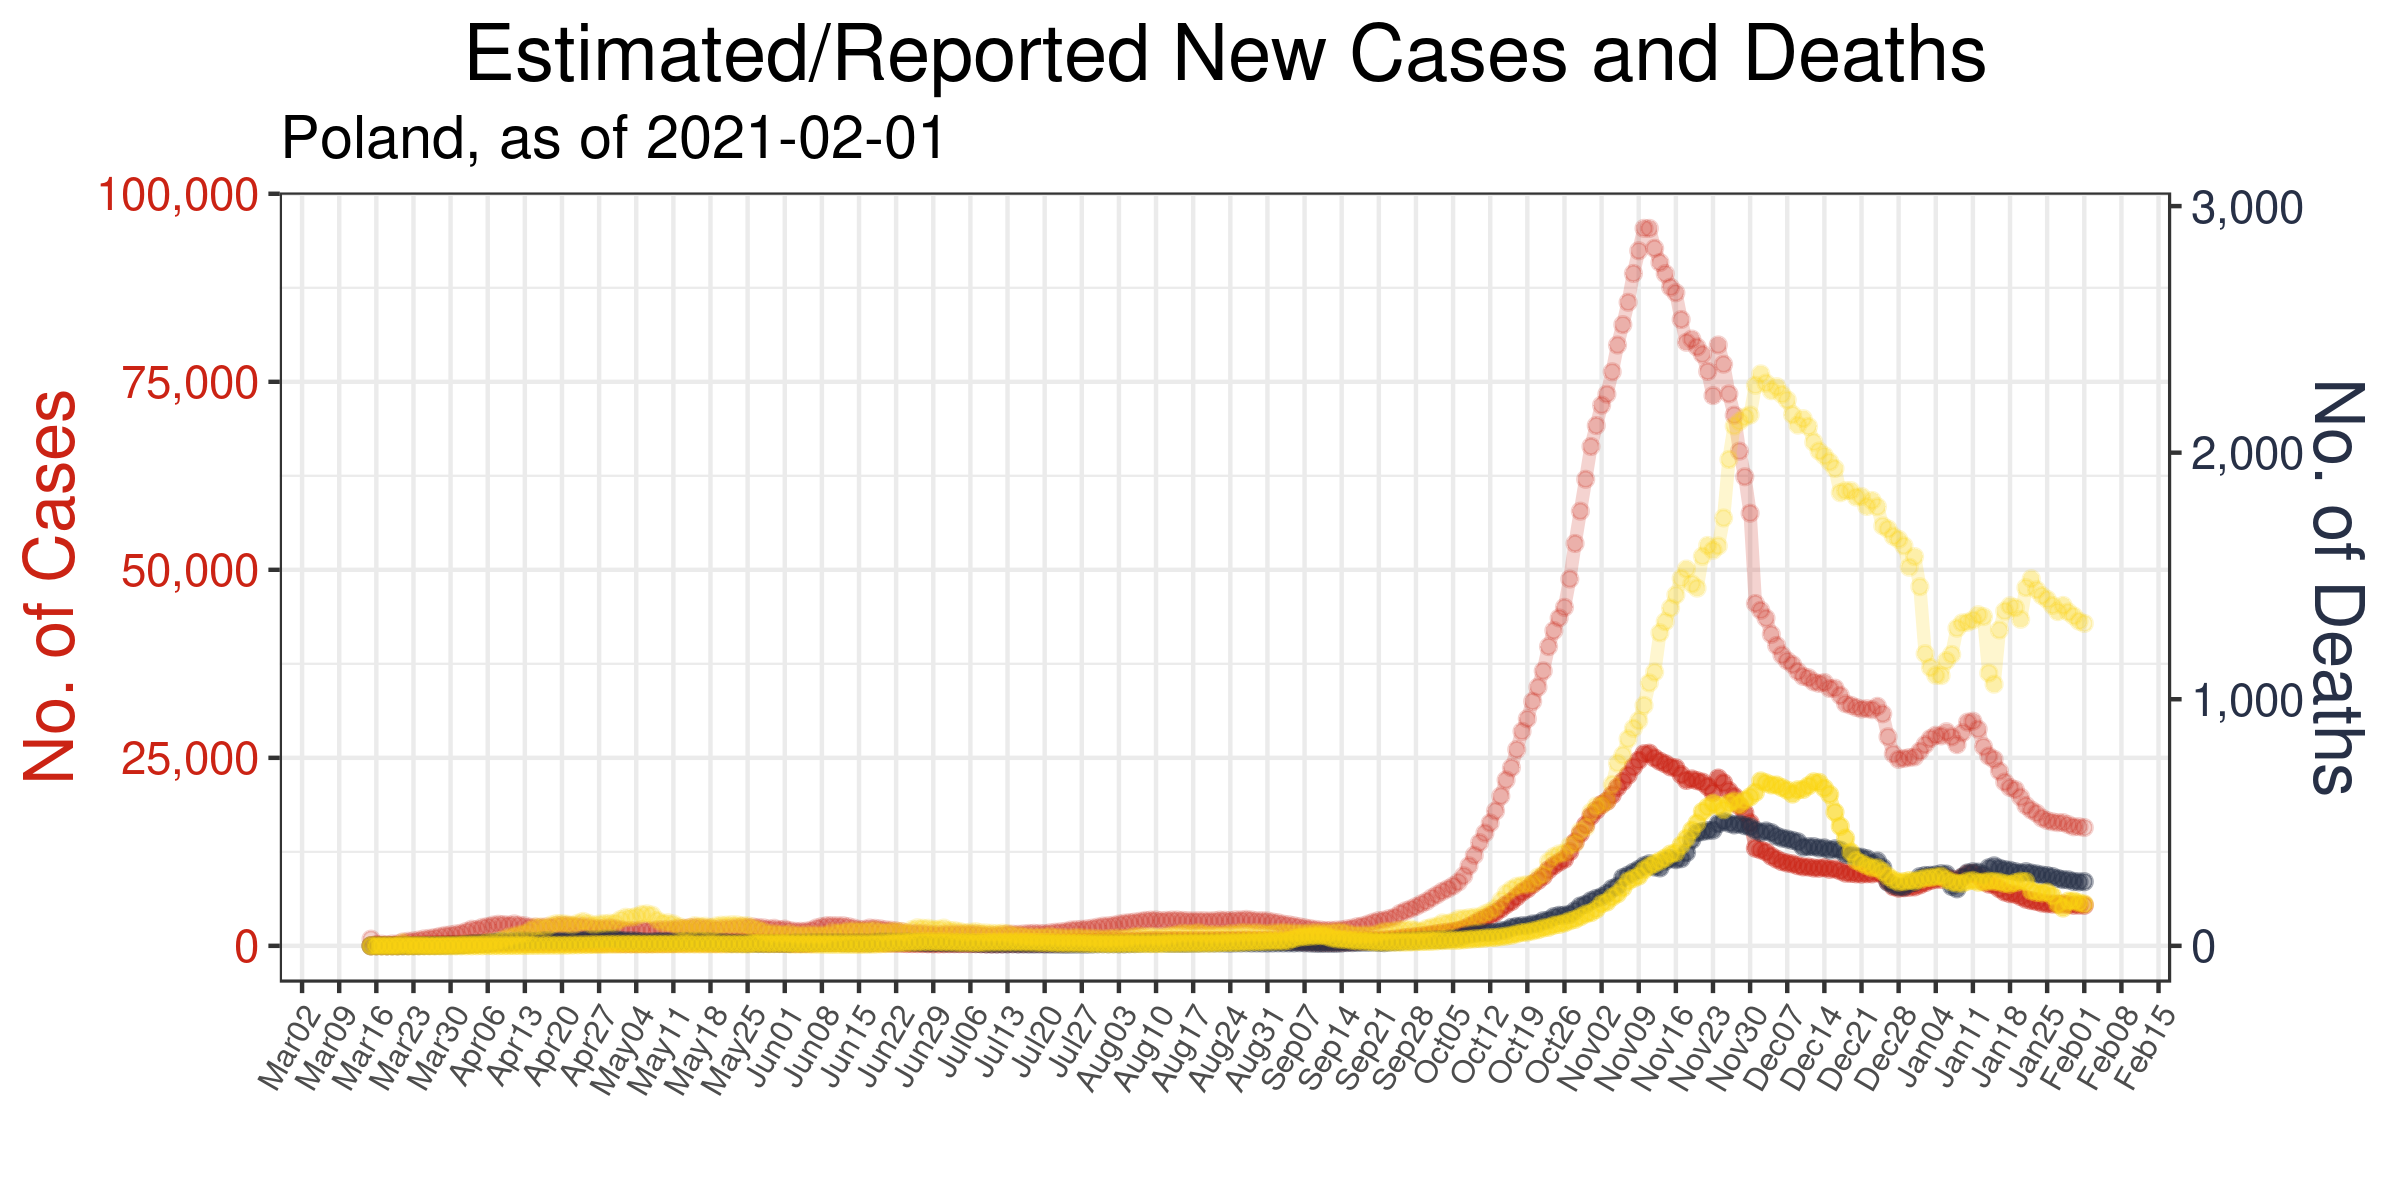 Estimated/Reported New Cases and Deaths
Poland, as of 2021-02-01
No. of Cases
100,000
75,000
50,000
25,000
0
3,000
2,000
1,000
0
No. of Deaths
Mar02
Mar09
Mar16
Mar23
Mar30
Apr06
Apr13
Apr20
Apr27
May04
May11
May18
May25
Jun01
Jun08
Jun15
Jun22
Jun29
Jul06
Jul13
Jul20
Jul27
Aug03
Aug10
Aug17
Aug24
Aug31
Sep07
Sep14
Sep21
Sep28
Oct05
Oct12
Oct19
Oct26
Nov02
Nov09
Nov16
Nov23
Nov30
Dec07
Dec14
Dec21
Dec28
Jan04
Jan11
Jan18
Jan25
Feb01
Feb08
Feb15